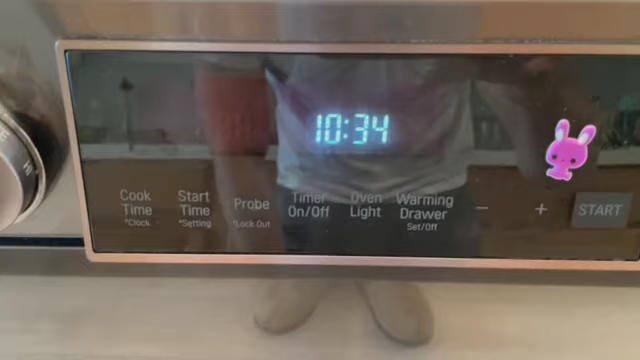 10:34
Cook
Time
*Clock
Start
Time
*Setting
Probe
*Lock Out
Timer
On/Off
Oven
Light
Warming
Drawer
Set/Off
−
+
START